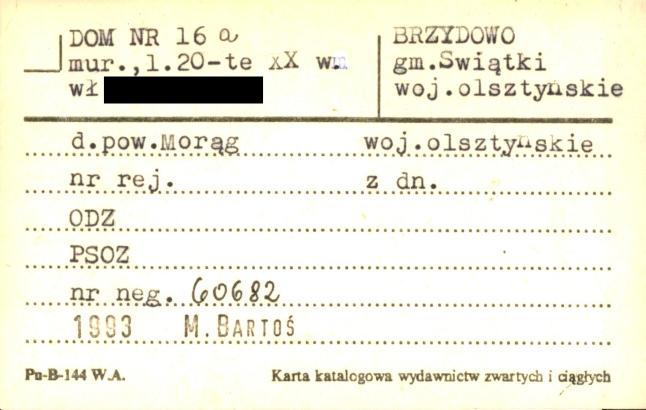 DOM NR 16 a
mur., l.20-te XX w.
wł
BRZYDOWO
gm.Swiątki
woj.olsztyńskie
d.pow.Morąg woj.olsztyńskie
nr rej. z dn.
ODZ
PSOZ
nr neg. 60682
1993 M.BARTOŚ
Pu-B-144 W.A. Karta katalogowa wydawnictw zwartych i ciągłych